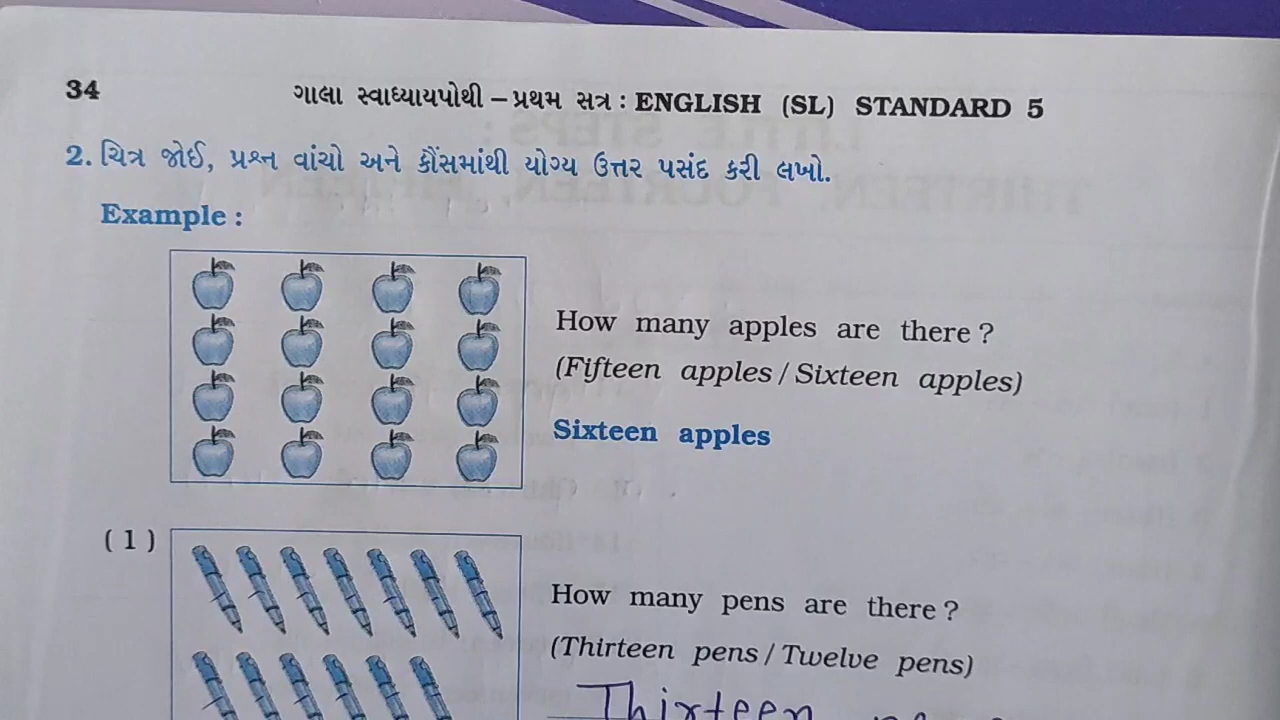 34
ગાલા સ્વાધ્યાયપોથી – પ્રથમ સત્ર : ENGLISH (SL) STANDARD 5
2. ચિત્ર જોઈ, પ્રશ્ન વાંચો અને કૌંસમાંથી યોગ્ય ઉત્તર પસંદ કરી લખો.
Example :
How many apples are there ?
(Fifteen apples / Sixteen apples)
Sixteen apples
( 1 )
How many pens are there ?
(Thirteen pens / Twelve pens)
Thirteen